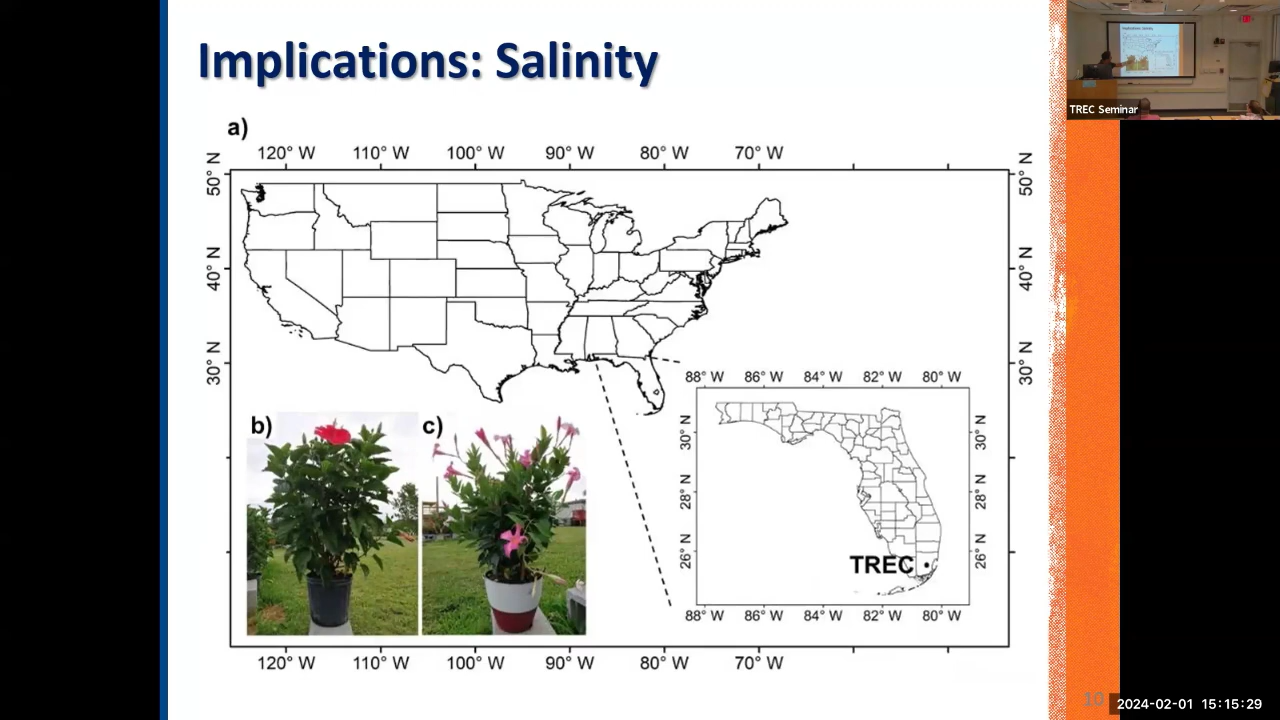 Implications: Salinity
TREC Seminar
a)
120° W 110° W 100° W 90° W 80° W 70° W
50° N
50° N
40° N
40° N
30° N
30° N
88° W 86° W 84° W 82° W 80° W
b)
c)
30° N
30° N
28° N
28° N
26° N
26° N
TREC
88° W 86° W 84° W 82° W 80° W
120° W 110° W 100° W 90° W 80° W 70° W
10
2024-02-01 15:15:29